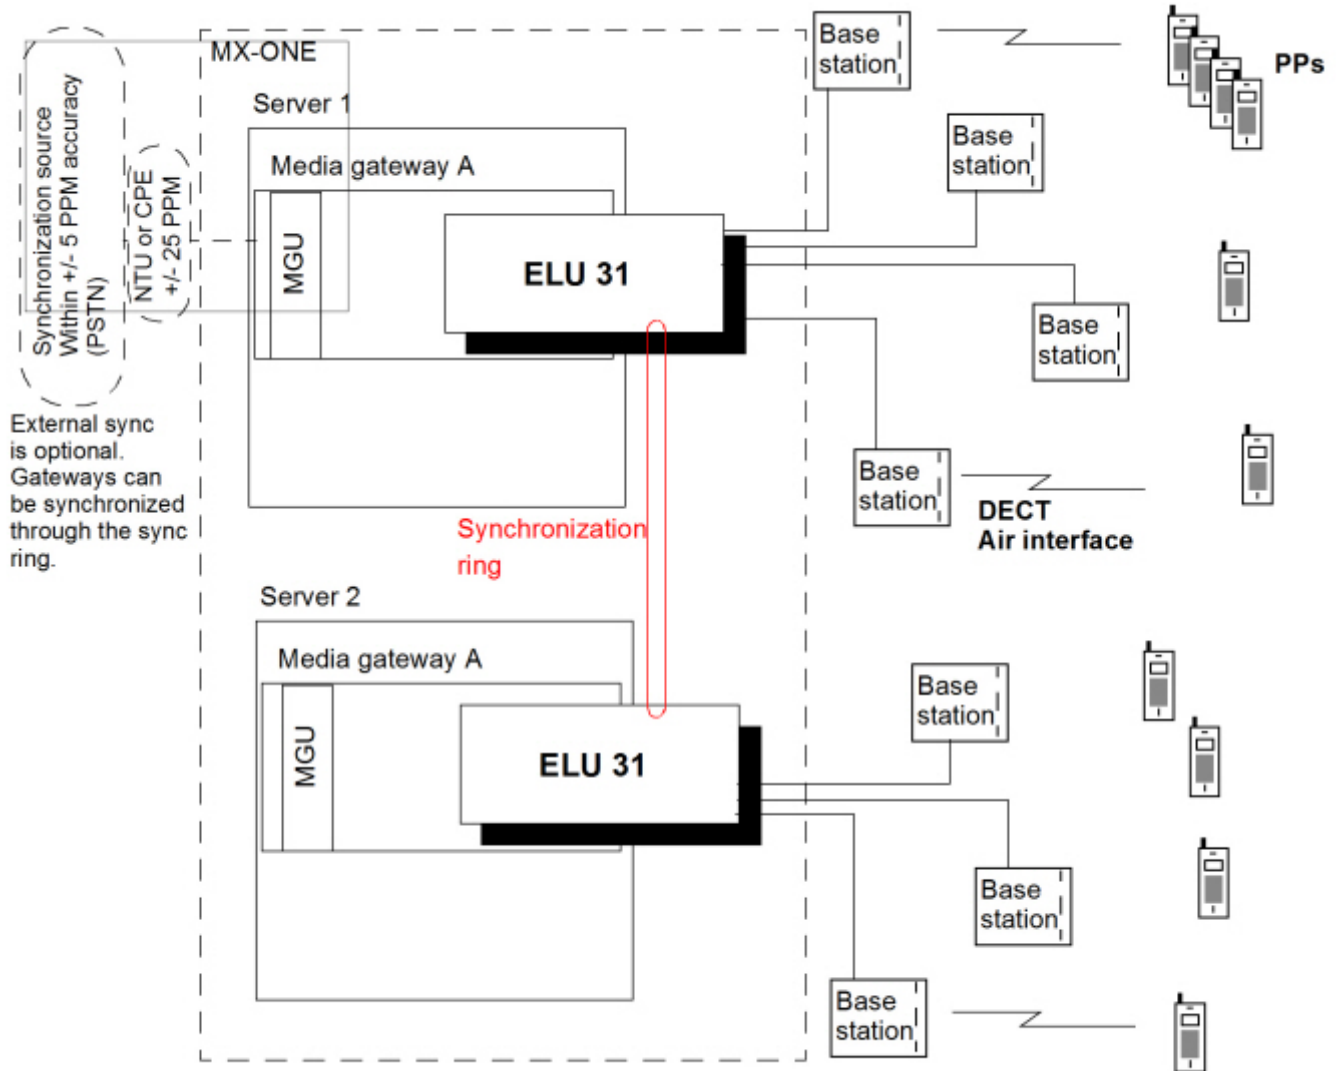 MX-ONE
Synchronization source
Within +/- 5 PPM accuracy
(PSTN)
NTU or CPE
+/- 25 PPM
External sync
is optional.
Gateways can
be synchronized
through the sync
ring.
Server 1
Media gateway A
MGU
ELU 31
Synchronization
ring
Server 2
Media gateway A
MGU
ELU 31
Base
station
Base
station
Base
station
Base
station
PPs
DECT
Air interface
Base
station
Base
station
Base
station